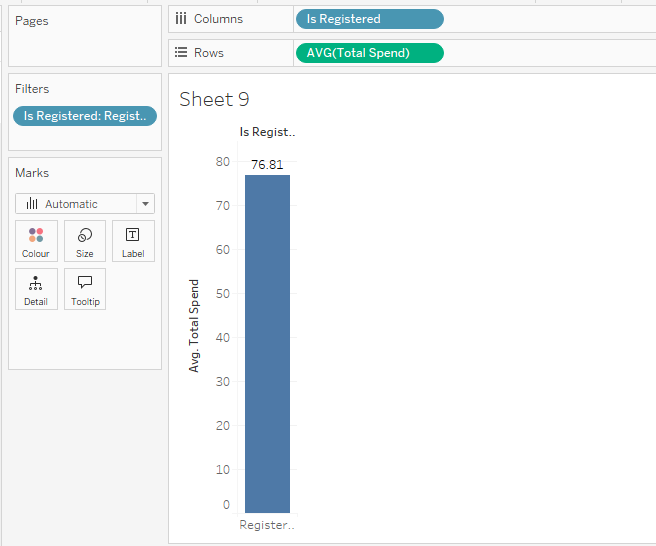 Pages
Columns
Is Registered
Rows
AVG(Total Spend)
Filters
Is Registered: Regist..
Marks
Automatic
Colour
Size
Label
Detail
Tooltip
Sheet 9
Is Regist..
80
70
60
50
40
30
20
10
0
Avg. Total Spend
76.81
Register..